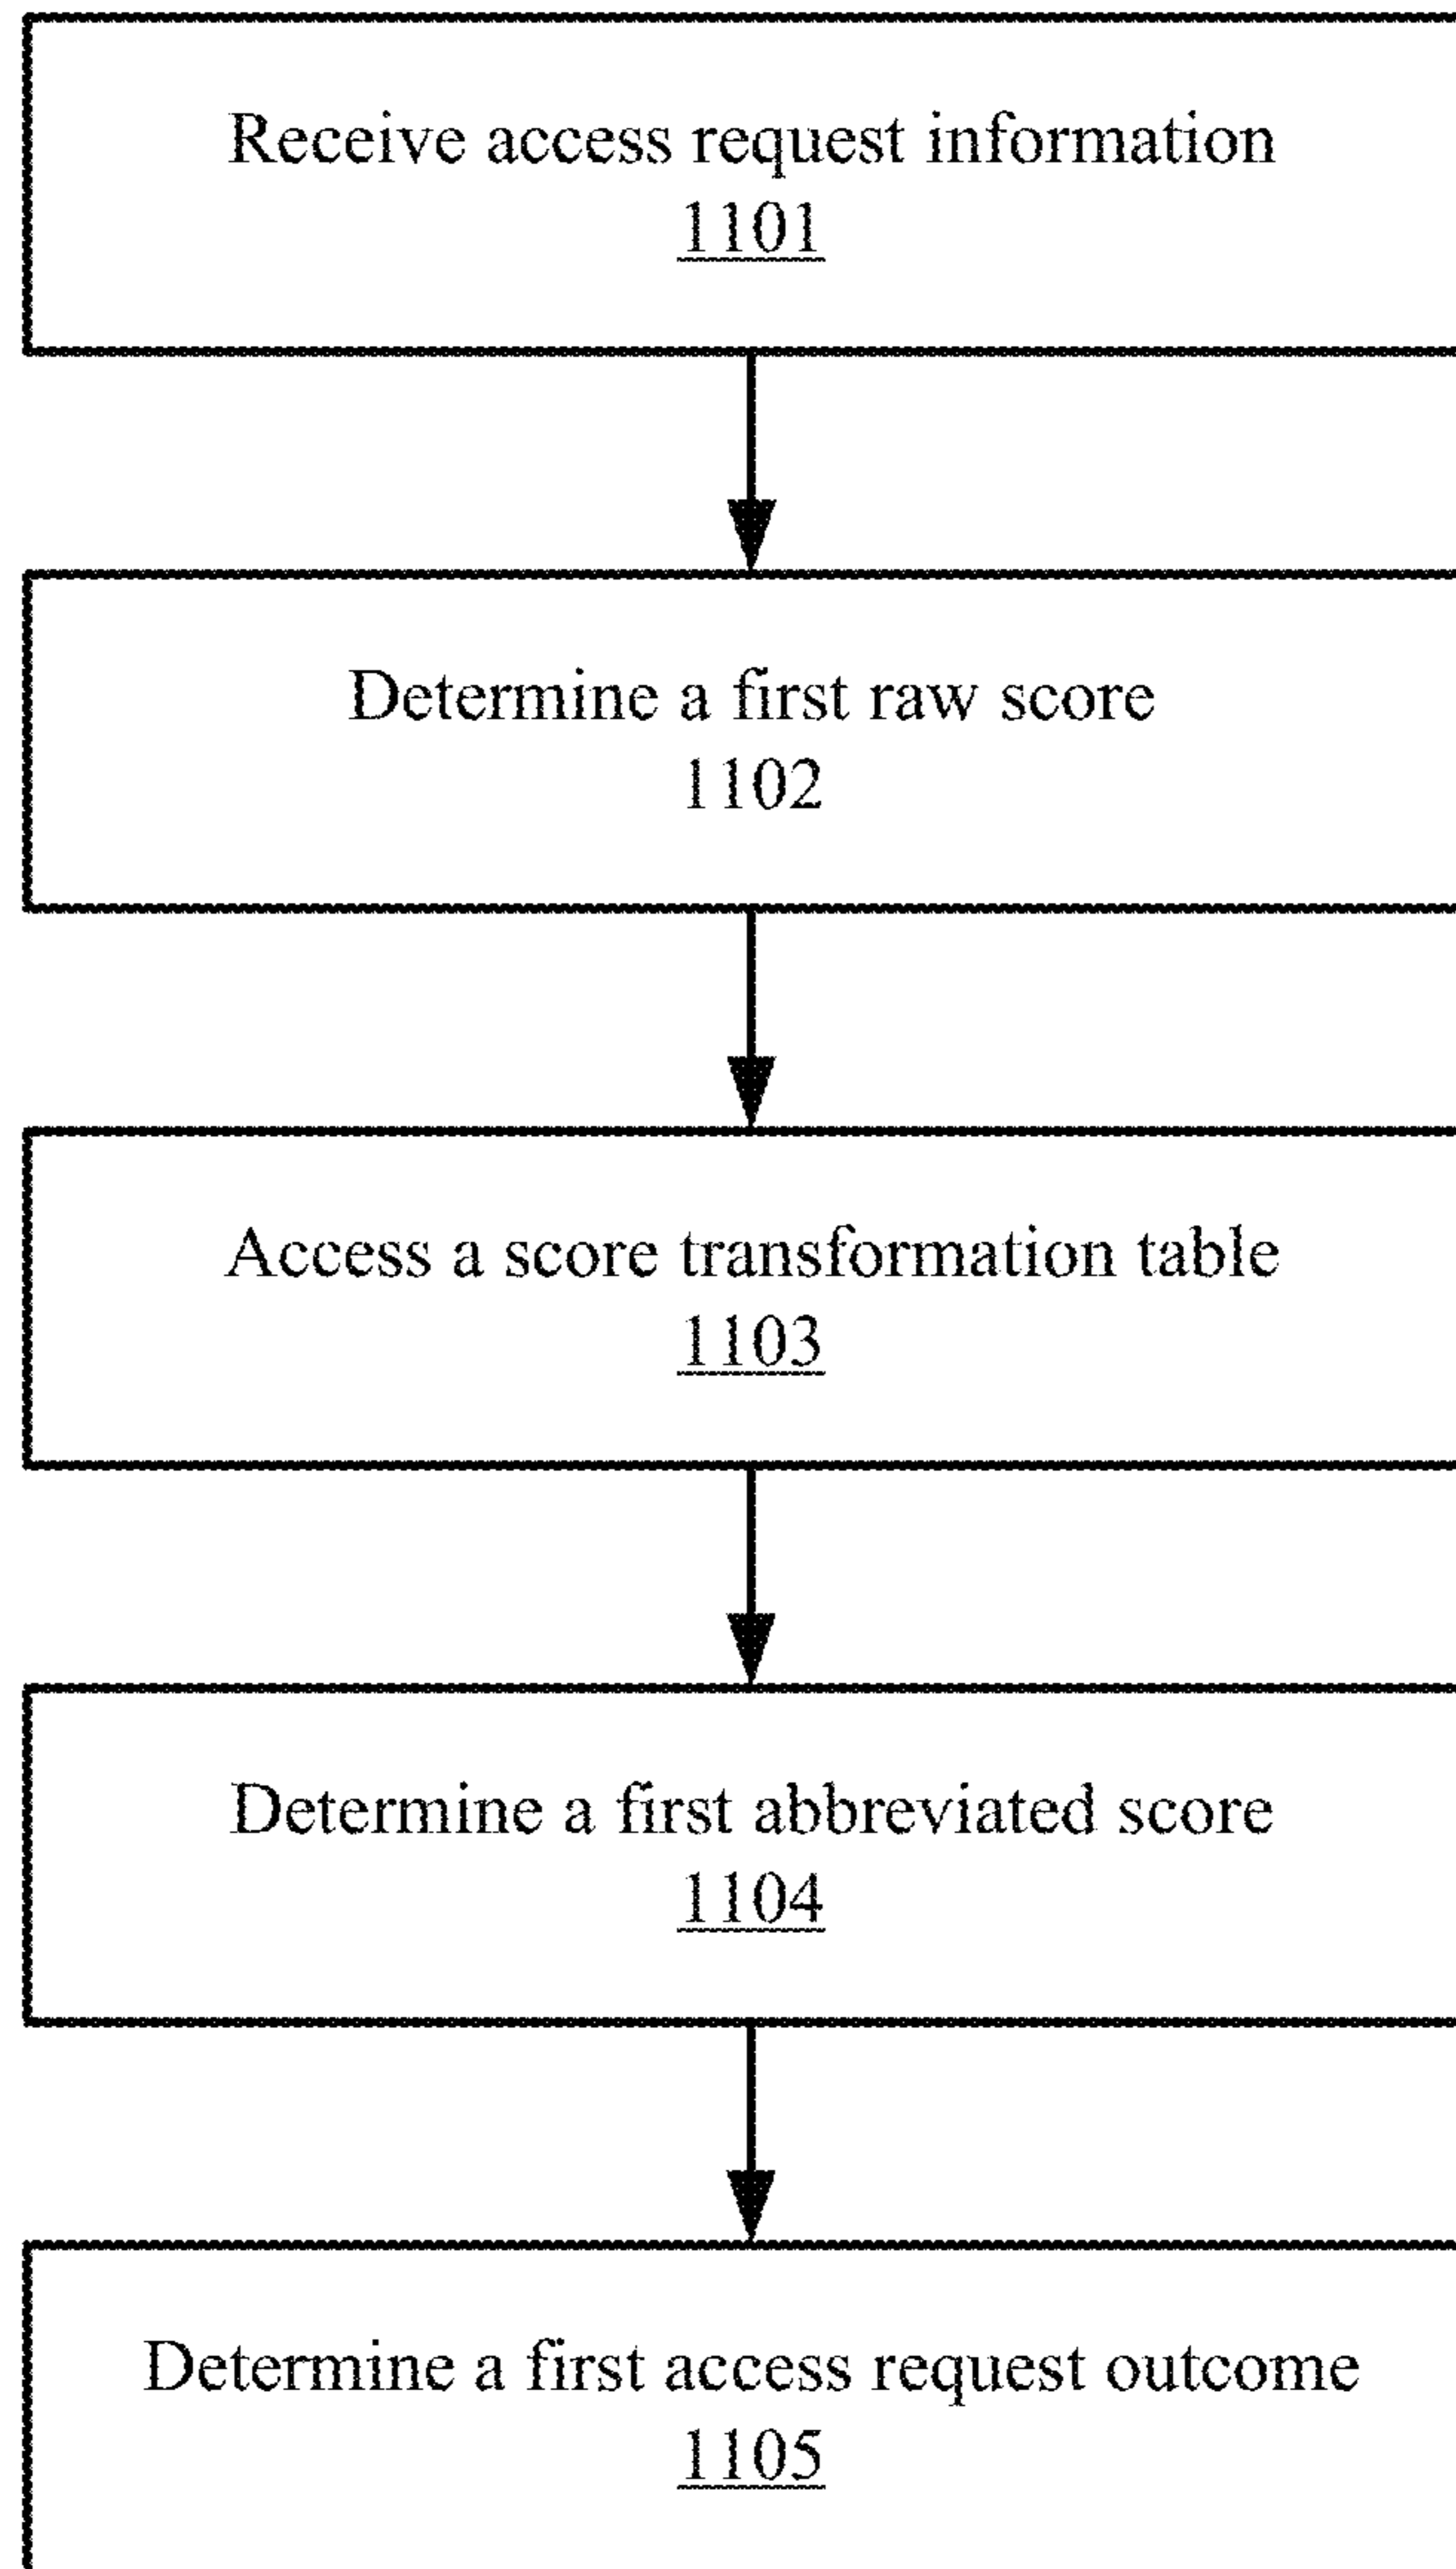 Receive access request information
1101
Determine a first raw score
1102
Access a score transformation table
1103
Determine a first abbreviated score
1104
Determine a first access request outcome
1105